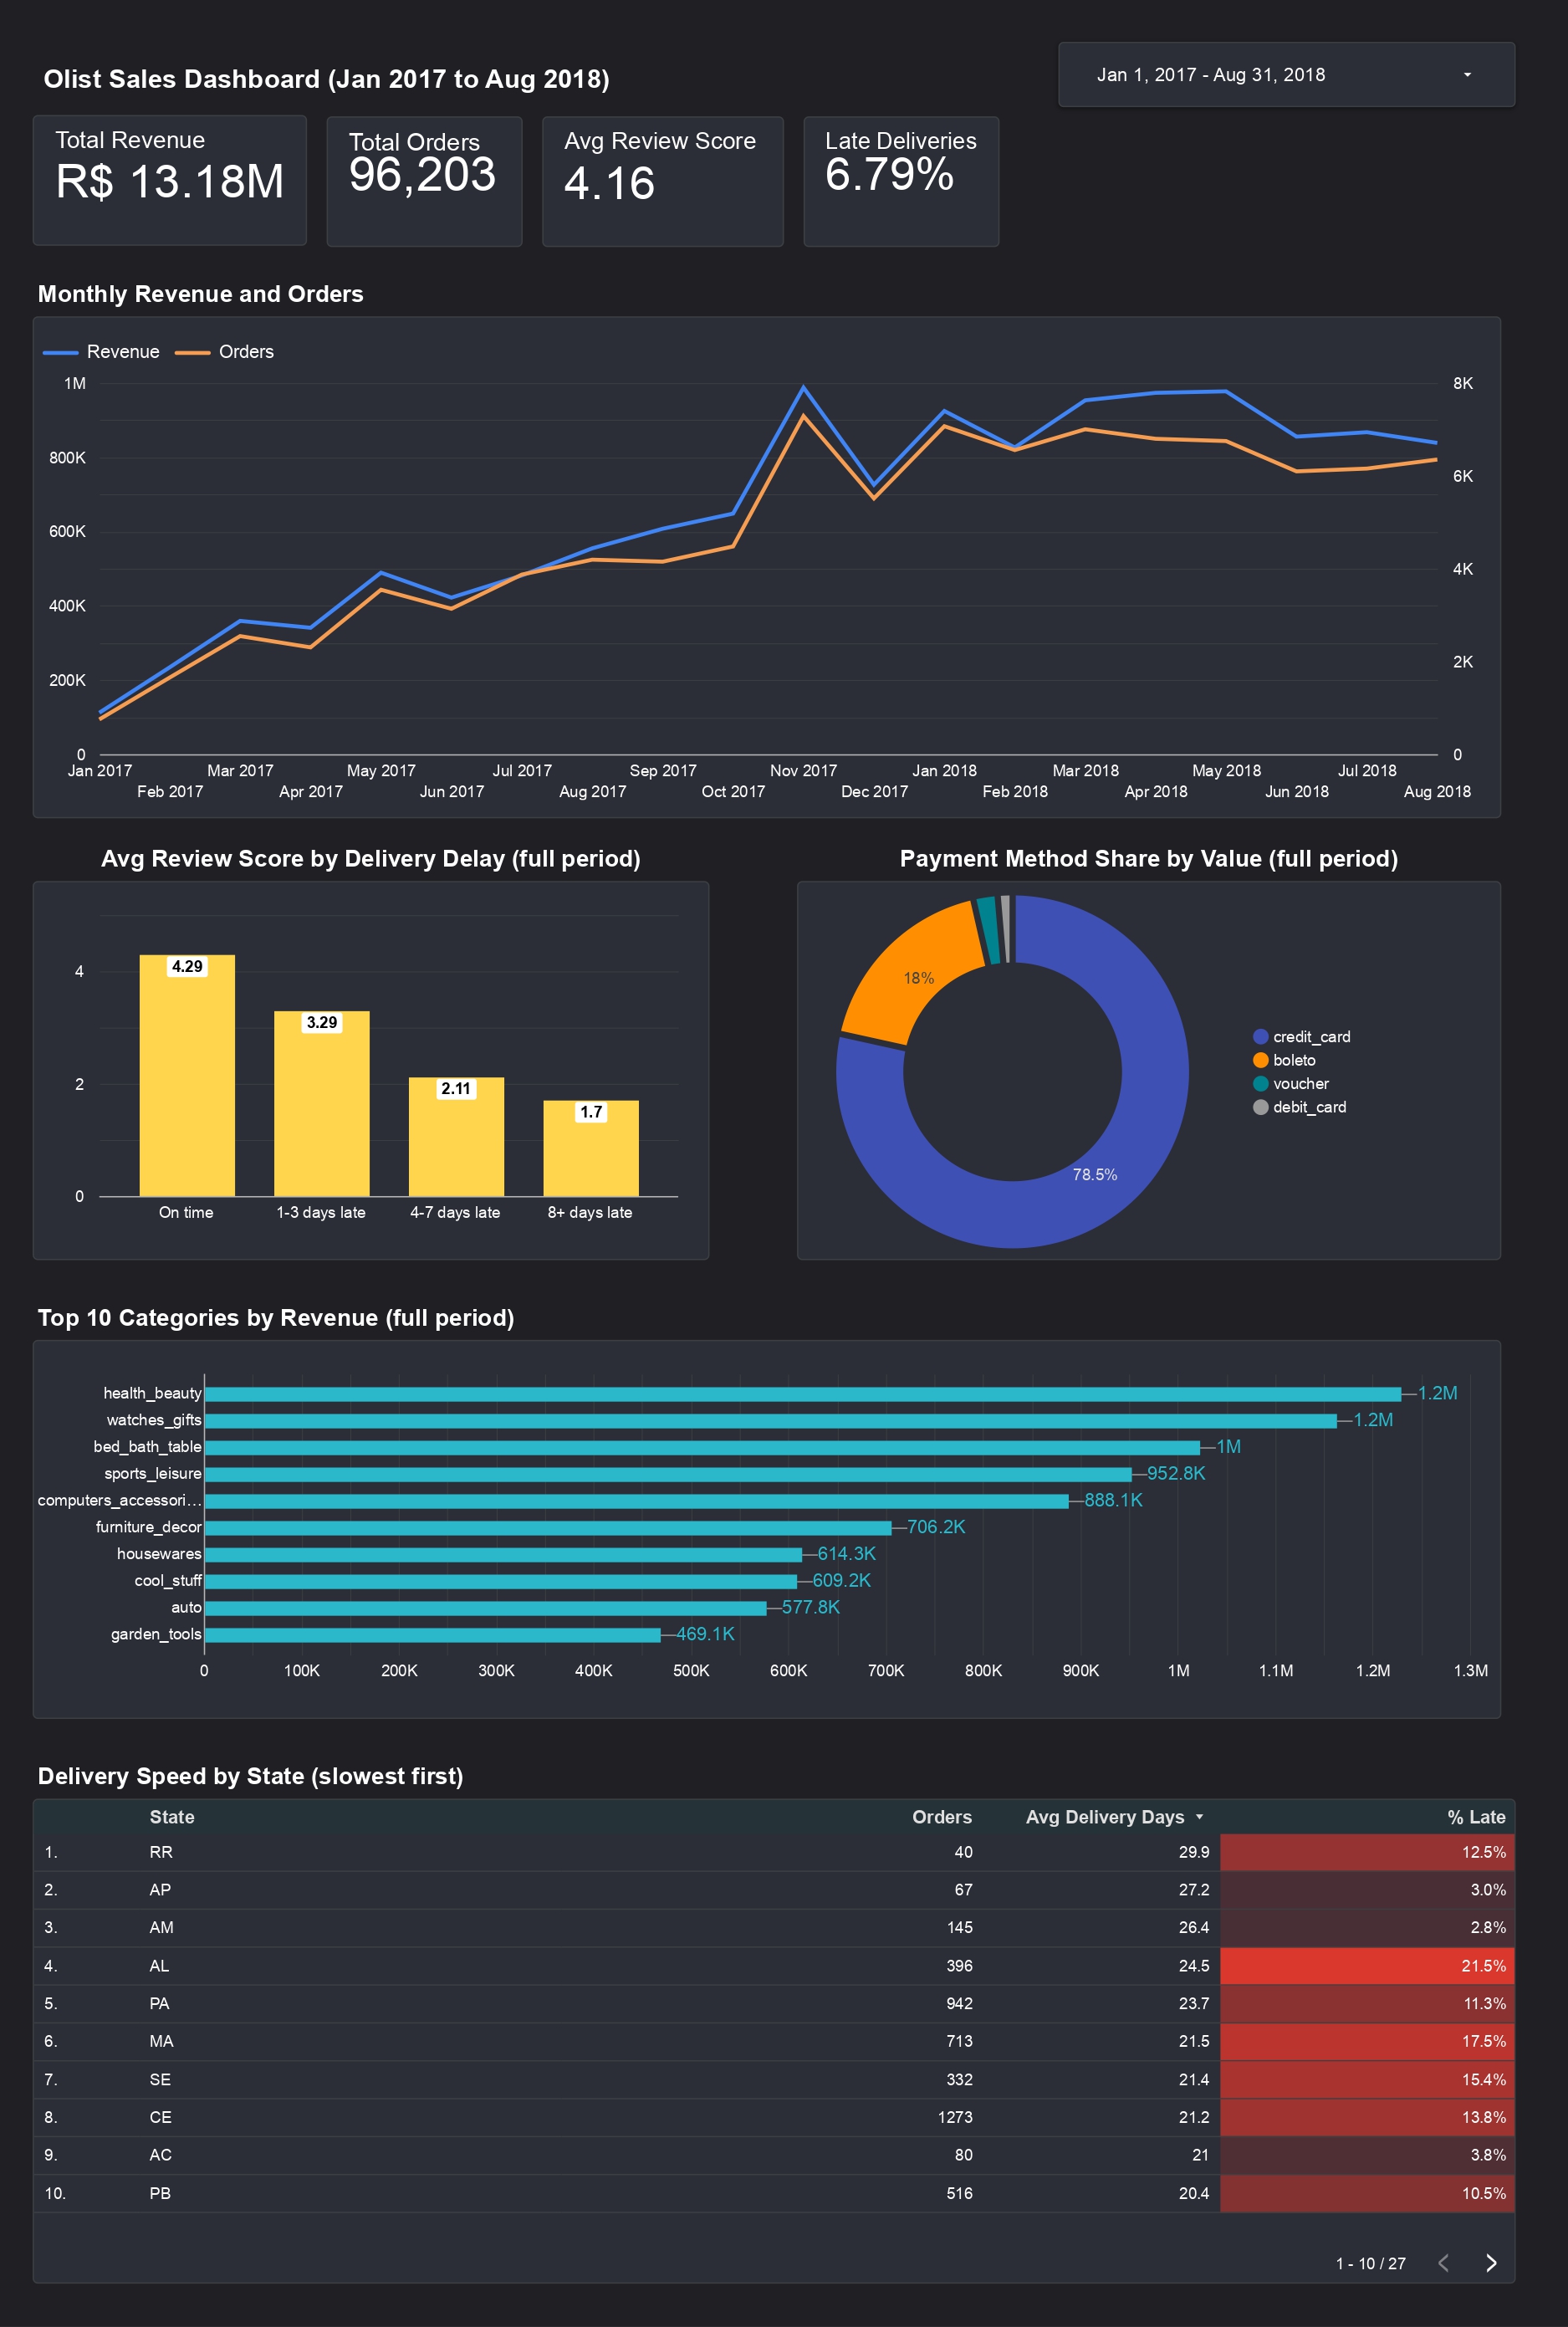 Olist Sales Dashboard (Jan 2017 to Aug 2018)
Jan 1, 2017 - Aug 31, 2018
Total Revenue
R$ 13.18M
Total Orders
96,203
Avg Review Score
4.16
Late Deliveries
6.79%
Monthly Revenue and Orders
Revenue Orders
1M 8K
800K 6K
600K 4K
400K 2K
200K
0 0
Jan 2017 Mar 2017 May 2017 Jul 2017 Sep 2017 Nov 2017 Jan 2018 Mar 2018 May 2018 Jul 2018
Feb 2017 Apr 2017 Jun 2017 Aug 2017 Oct 2017 Dec 2017 Feb 2018 Apr 2018 Jun 2018 Aug 2018
Avg Review Score by Delivery Delay (full period)
4
2
0
4.29
3.29
2.11
1.7
On time 1-3 days late 4-7 days late 8+ days late
Payment Method Share by Value (full period)
18%
78.5%
credit_card
boleto
voucher
debit_card
Top 10 Categories by Revenue (full period)
health_beauty 1.2M
watches_gifts 1.2M
bed_bath_table 1M
sports_leisure 952.8K
computers_accessori… 888.1K
furniture_decor 706.2K
housewares 614.3K
cool_stuff 609.2K
auto 577.8K
garden_tools 469.1K
0 100K 200K 300K 400K 500K 600K 700K 800K 900K 1M 1.1M 1.2M 1.3M
Delivery Speed by State (slowest first)
State Orders Avg Delivery Days % Late
1. RR 40 29.9 12.5%
2. AP 67 27.2 3.0%
3. AM 145 26.4 2.8%
4. AL 396 24.5 21.5%
5. PA 942 23.7 11.3%
6. MA 713 21.5 17.5%
7. SE 332 21.4 15.4%
8. CE 1273 21.2 13.8%
9. AC 80 21 3.8%
10. PB 516 20.4 10.5%
1 - 10 / 27